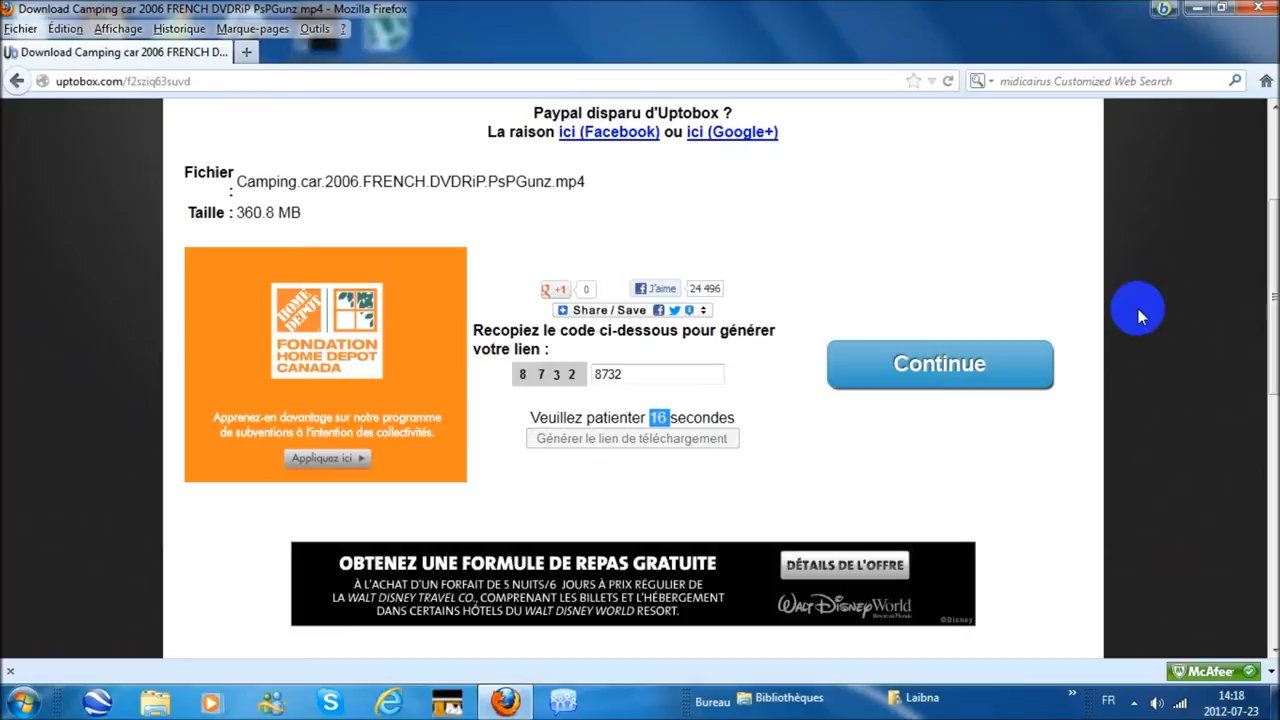 Download Camping car 2006 FRENCH DVDRiP PsPGunz mp4 - Mozilla Firefox
Fichier Édition Affichage Historique Marque-pages Outils ?
Download Camping car 2006 FRENCH D... +
uptobox.com/f2sziq63suvd
midicairus Customized Web Search
Paypal disparu d'Uptobox ?
La raison ici (Facebook) ou ici (Google+)
Fichier : Camping.car.2006.FRENCH.DVDRiP.PsPGunz.mp4
Taille : 360.8 MB
THE HOME DEPOT
FONDATION
HOME DEPOT
CANADA
Apprenez-en davantage sur notre programme
de subventions à l'intention des collectivités.
Appliquez ici
+1 0 J'aime 24 496
Share / Save
Recopiez le code ci-dessous pour générer
votre lien :
8 7 3 2 8732
Continue
Veuillez patienter 16 secondes
Générer le lien de téléchargement
OBTENEZ UNE FORMULE DE REPAS GRATUITE
À L'ACHAT D'UN FORFAIT DE 5 NUITS/6 JOURS À PRIX RÉGULIER DE
LA WALT DISNEY TRAVEL CO., COMPRENANT LES BILLETS ET L'HÉBERGEMENT
DANS CERTAINS HÔTELS DU WALT DISNEY WORLD RESORT.
DÉTAILS DE L'OFFRE
Walt Disney World
©Disney
McAfee
Bureau Bibliothèques Laibna
FR
14:18
2012-07-23